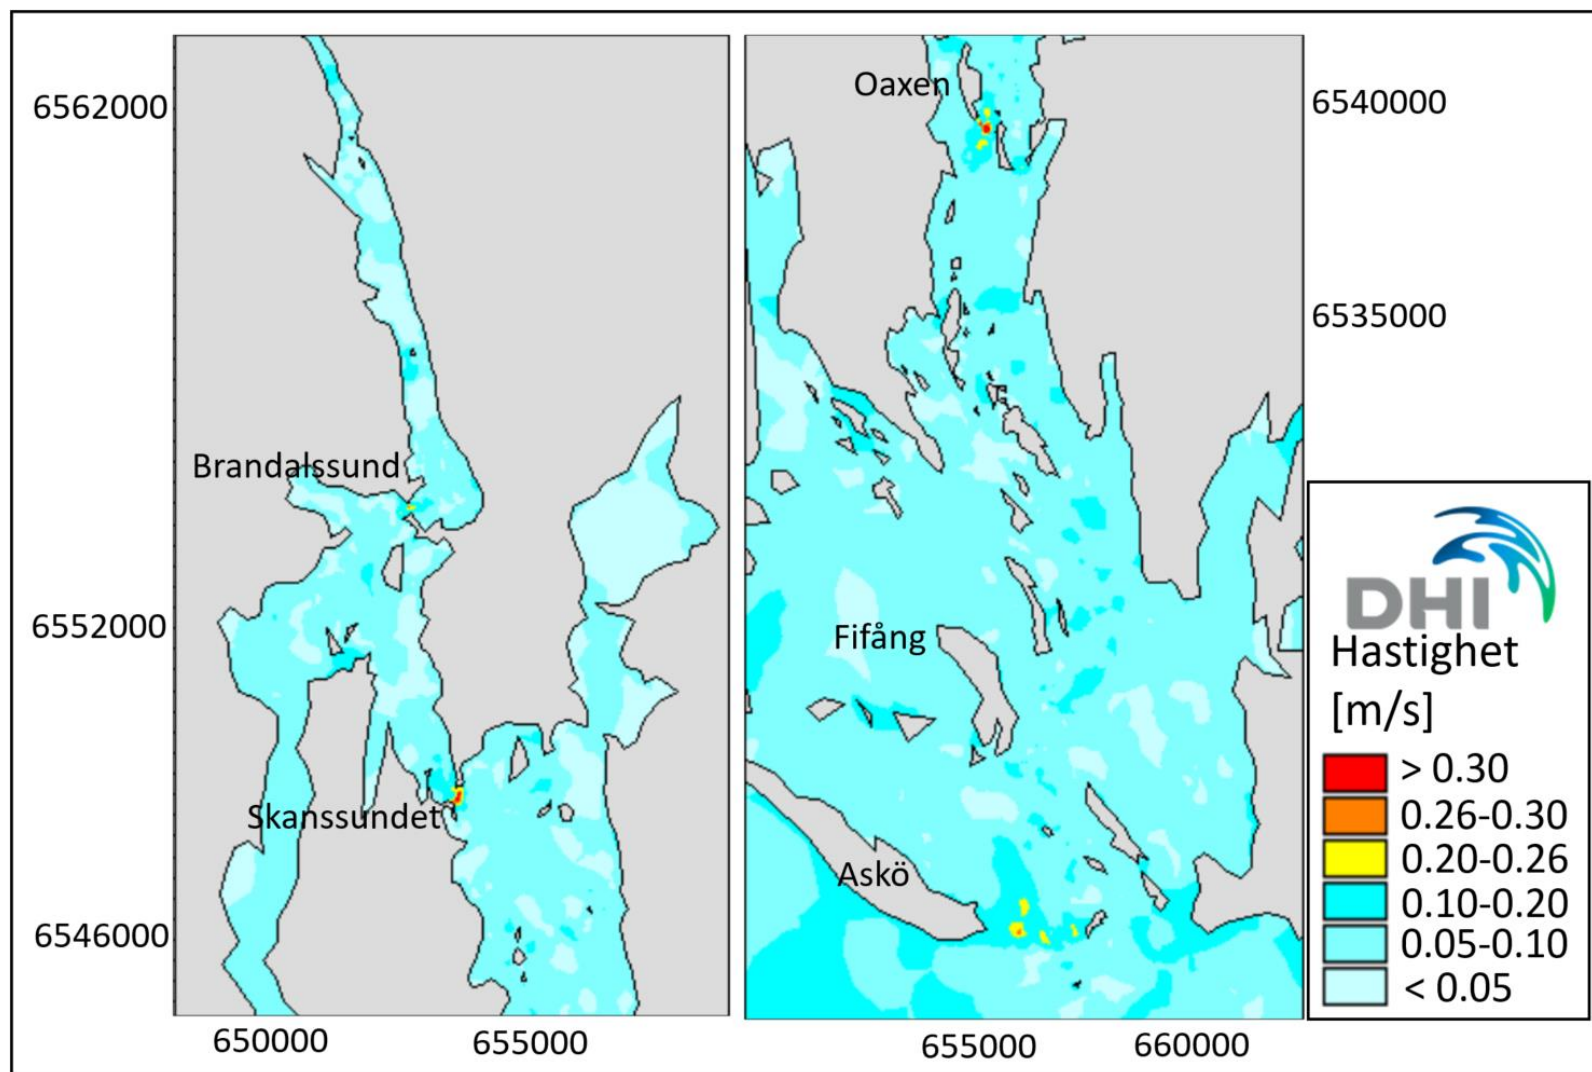 6562000
Brandalssund
6552000
Skanssundet
6546000
650000
655000
Oaxen
6540000
6535000
Fifång
Askö
655000
660000
DHI
Hastighet
[m/s]
> 0.30
0.26-0.30
0.20-0.26
0.10-0.20
0.05-0.10
< 0.05